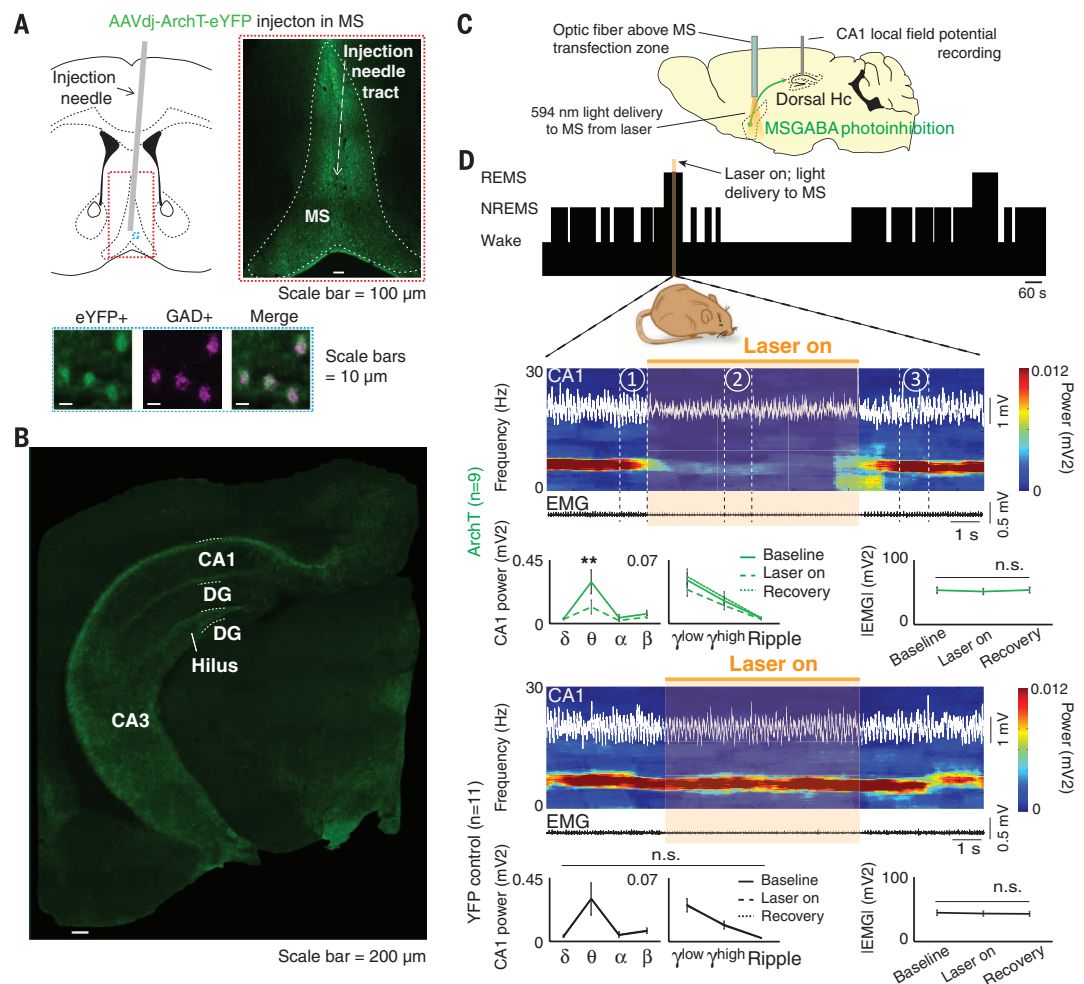 A
AAVdj-ArchT-eYFP injecton in MS
Injection
needle
Injection
needle
tract
MS
Scale bar = 100 μm
eYFP+ GAD+ Merge
Scale bars
= 10 μm
B
CA1
DG
DG
Hilus
CA3
Scale bar = 200 μm
C
Optic fiber above MS
transfection zone
CA1 local field potential
recording
Dorsal Hc
594 nm light delivery
to MS from laser
MSGABA photoinhibition
D
REMS
NREMS
Wake
Laser on; light
delivery to MS
60 s
Laser on
ArchT (n=9)
30
Frequency (Hz)
0
CA1
1
2
3
1 mV
0.012
Power (mV2)
0
EMG
0.5 mV
1 s
CA1 power (mV2)
0.45
0
**
δ θ α β
0.07
γlow γhigh Ripple
Baseline
Laser on
Recovery
|EMG| (mV2)
100
0
n.s.
Baseline
Laser on
Recovery
Laser on
YFP control (n=11)
30
Frequency (Hz)
0
CA1
1 mV
0.012
Power (mV2)
0
EMG
0.5 mV
1 s
n.s.
CA1 power (mV2)
0.45
0
δ θ α β
0.07
γlow γhigh Ripple
Baseline
Laser on
Recovery
|EMG| (mV2)
100
0
n.s.
Baseline
Laser on
Recovery